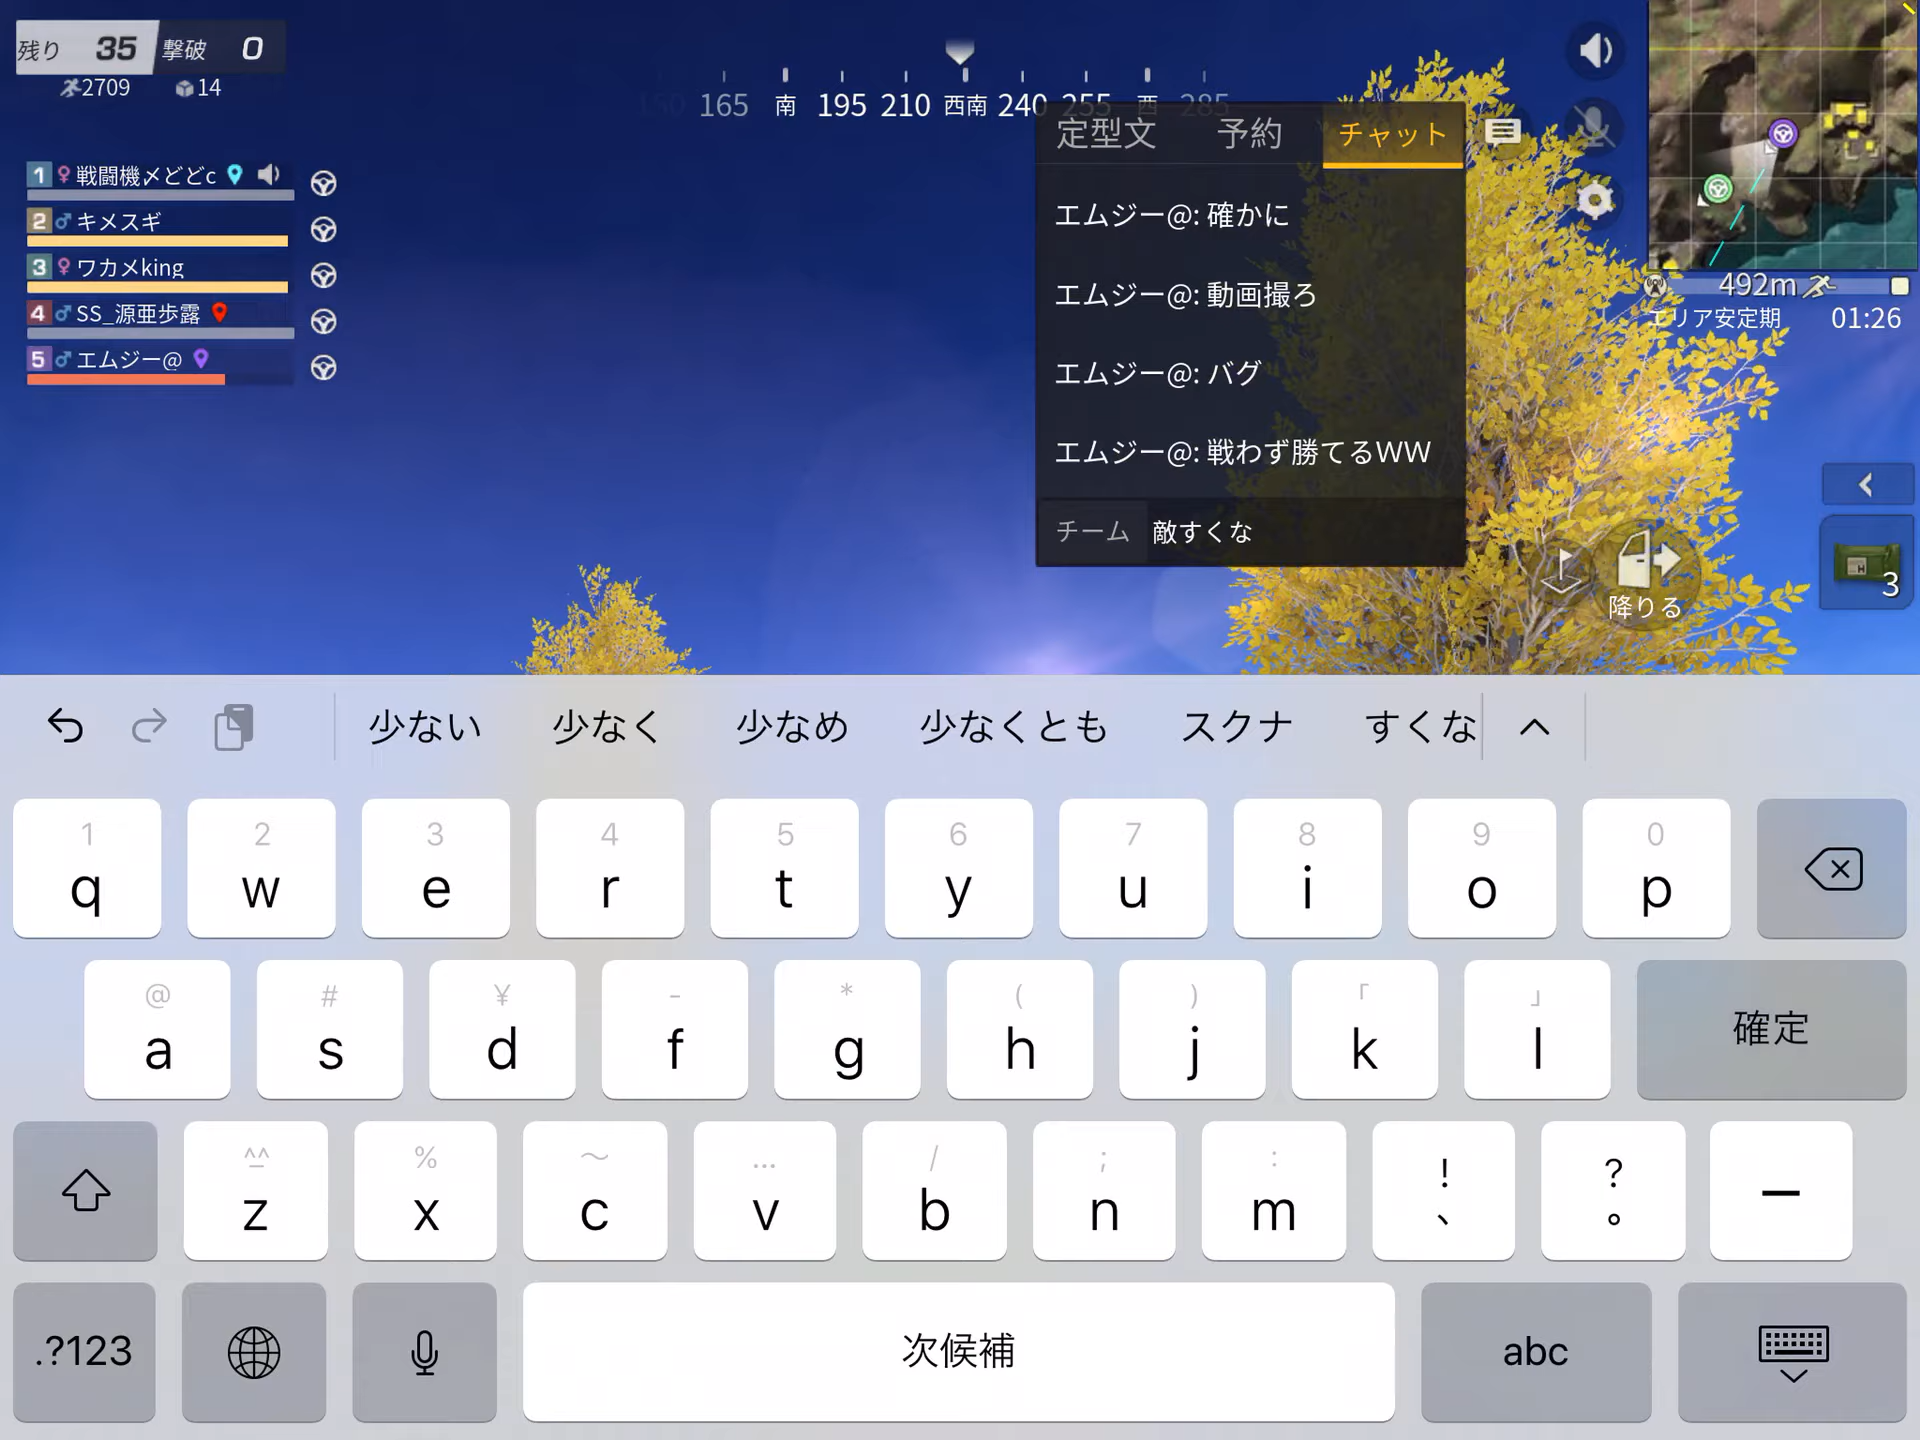 残り 35 撃破 0
2709 14
165 南 195 210 西南 240 255 西 285
1 戦闘機〆どどc
2 キメスギ
3 ワカメking
4 SS_源亜歩露
5 エムジー@
定型文 予約 チャット
エムジー@: 確かに
エムジー@: 動画撮ろ
エムジー@: バグ
エムジー@: 戦わず勝てるWW
チーム 敵すくな
492m
エリア安定期 01:26
3
降りる
少ない 少なく 少なめ 少なくとも スクナ すくな
1 2 3 4 5 6 7 8 9 0
q w e r t y u i o p
@ # ¥ - * ( ) 「 」
a s d f g h j k l 確定
^^ % 〜 … / ; : ! ?
z x c v b n m 、 。 ー
.?123 次候補 abc